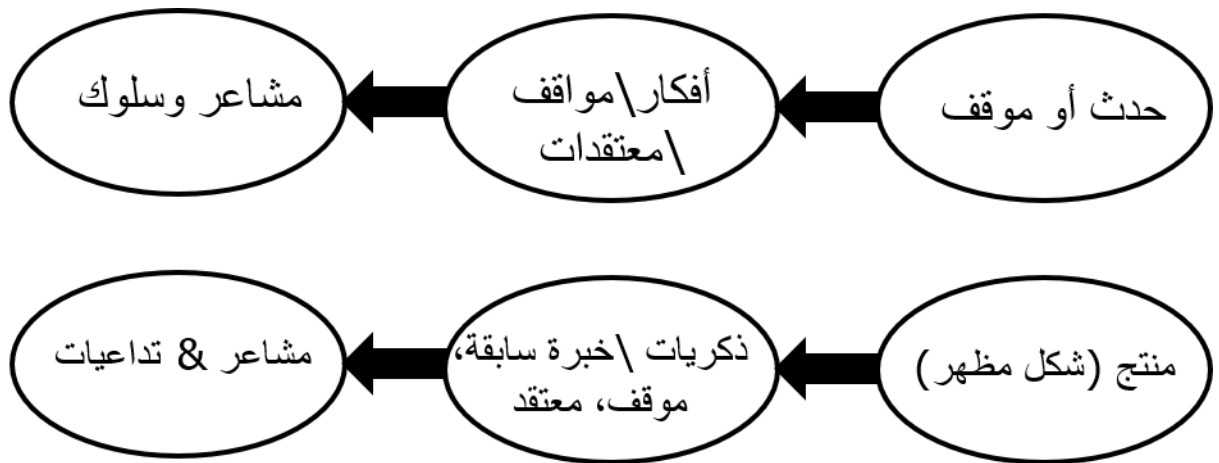 حدث أو موقف
أفكار\مواقف
\معتقدات
مشاعر وسلوك
منتج (شكل مظهر)
ذكريات \خبرة سابقة،
موقف، معتقد
مشاعر & تداعيات